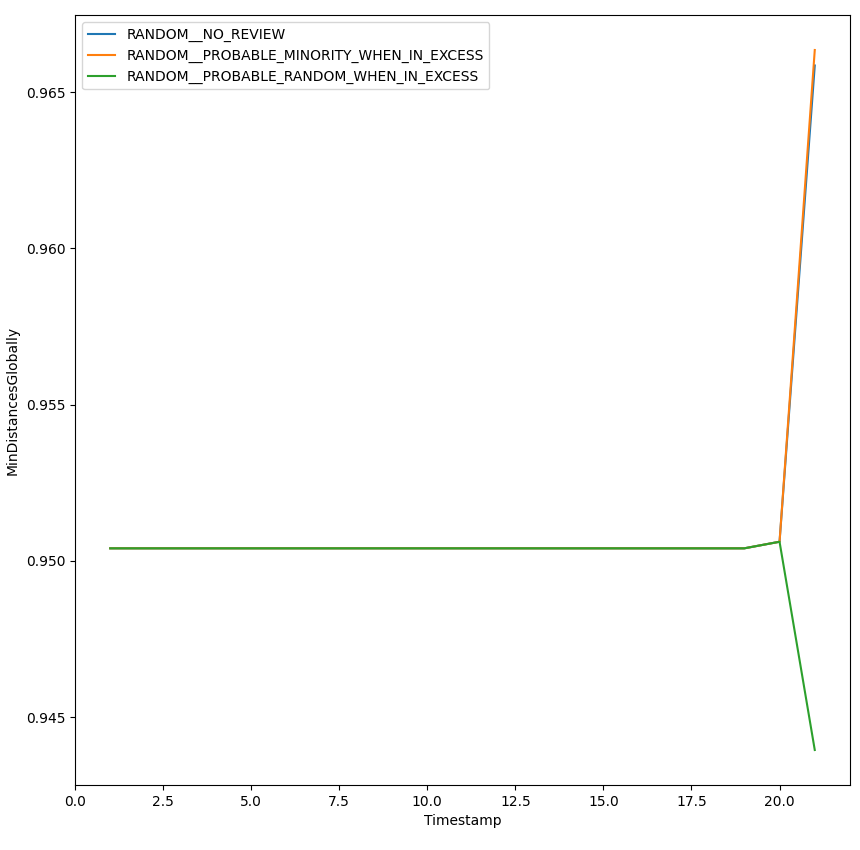 RANDOM__NO_REVIEW
RANDOM__PROBABLE_MINORITY_WHEN_IN_EXCESS
RANDOM__PROBABLE_RANDOM_WHEN_IN_EXCESS
0.965
0.960
0.955
0.950
0.945
MinDistancesGlobally
0.0 2.5 5.0 7.5 10.0 12.5 15.0 17.5 20.0
Timestamp